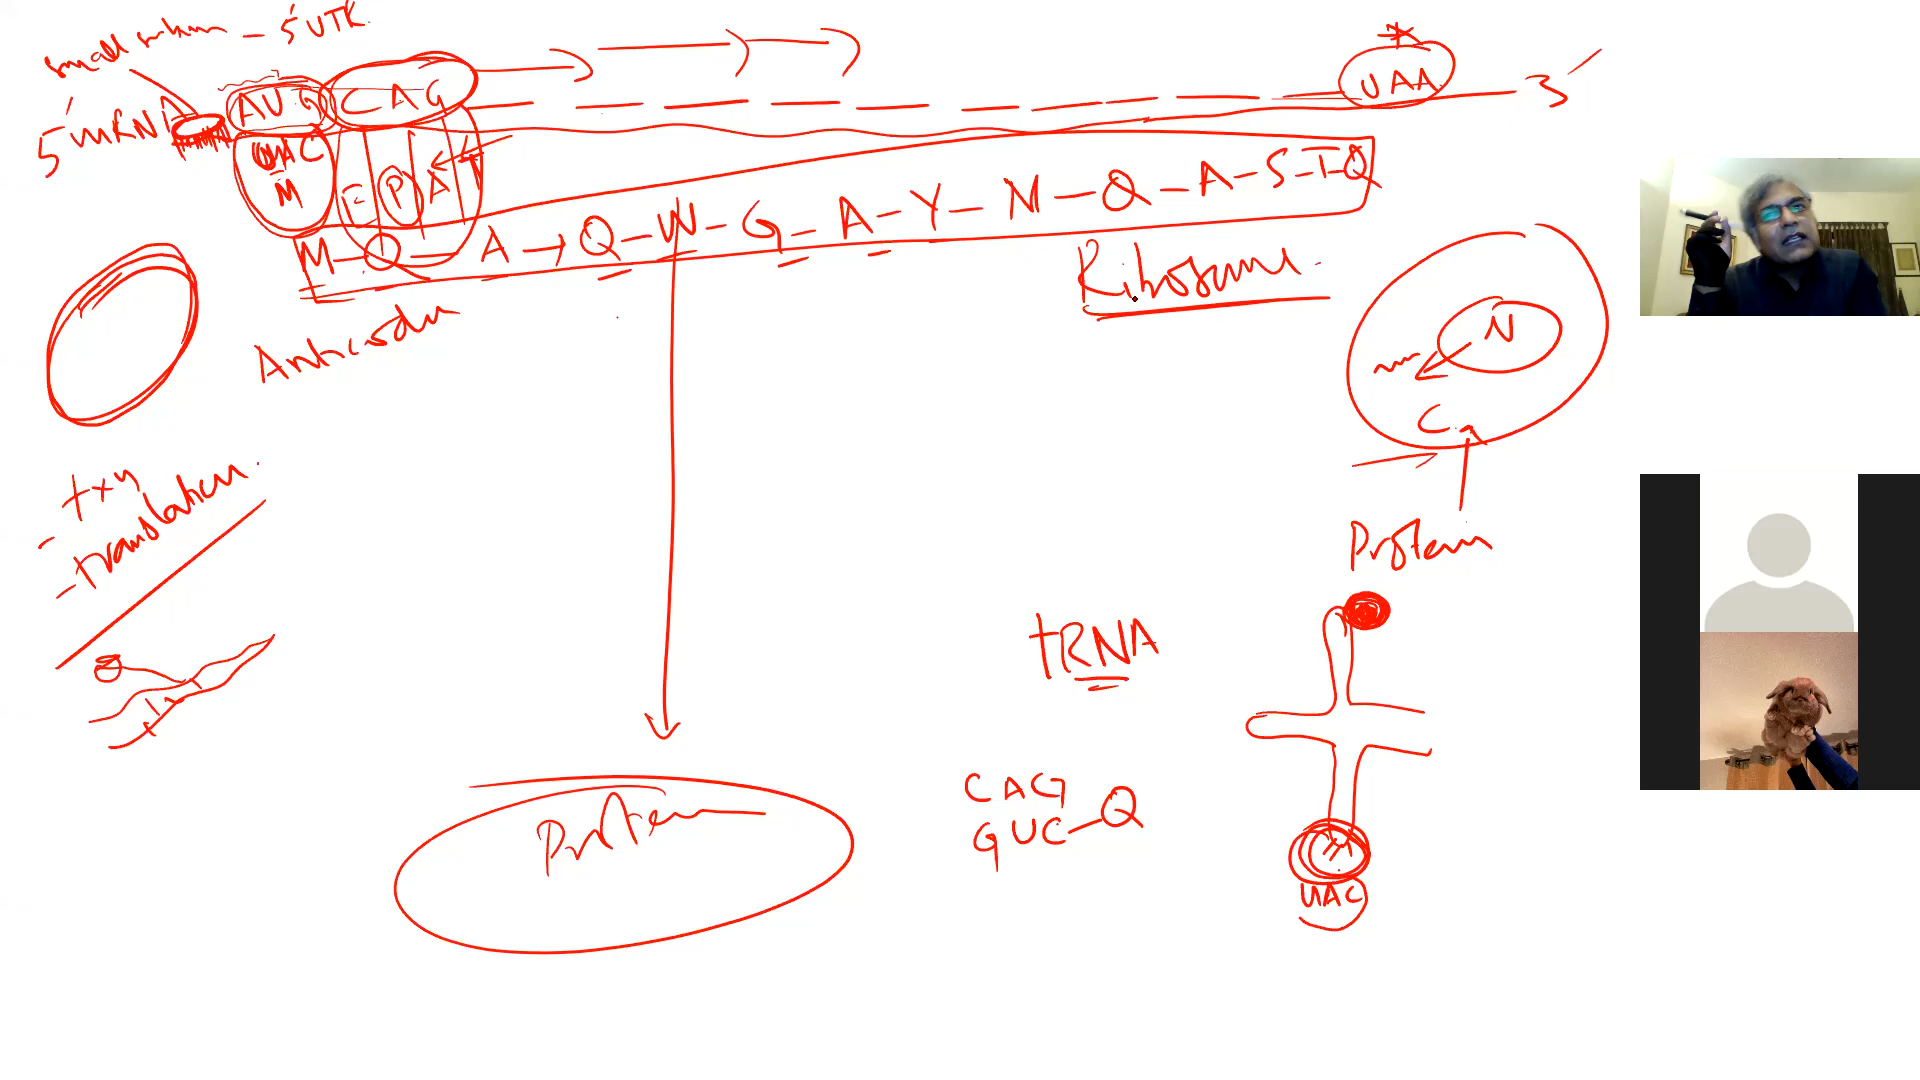 small subunit - 5' UTR
5' mRNA AUG CAG UAA 3'
UAC
M
E P A
M - Q - A → Q - W - G - A - Y - M - Q - A - S - T - Q
Ribosome
Anticodon
N
C
- txn
- translation
Protein
tRNA
CAG
GUC - Q
UAC
Protein